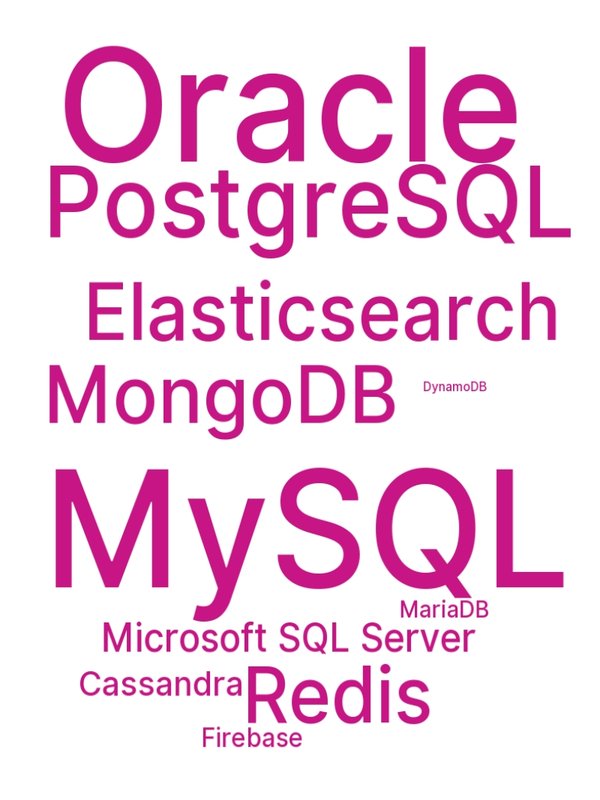 Oracle
PostgreSQL
Elasticsearch
MongoDB
DynamoDB
MySQL
MariaDB
Microsoft SQL Server
Cassandra
Redis
Firebase